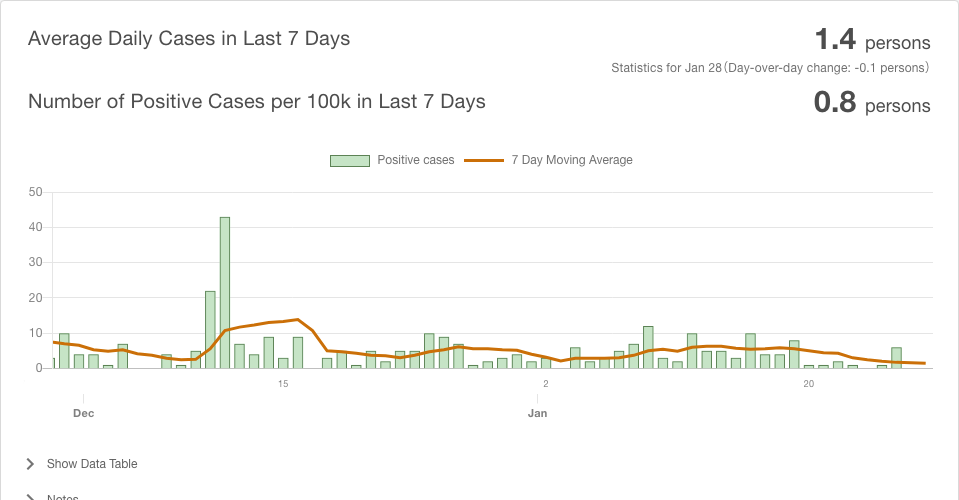 Average Daily Cases in Last 7 Days
1.4 persons
Statistics for Jan 28(Day-over-day change: -0.1 persons)
Number of Positive Cases per 100k in Last 7 Days
0.8 persons
Positive cases 7 Day Moving Average
50
40
30
20
10
0
15 2 20
Dec Jan
Show Data Table
Notes